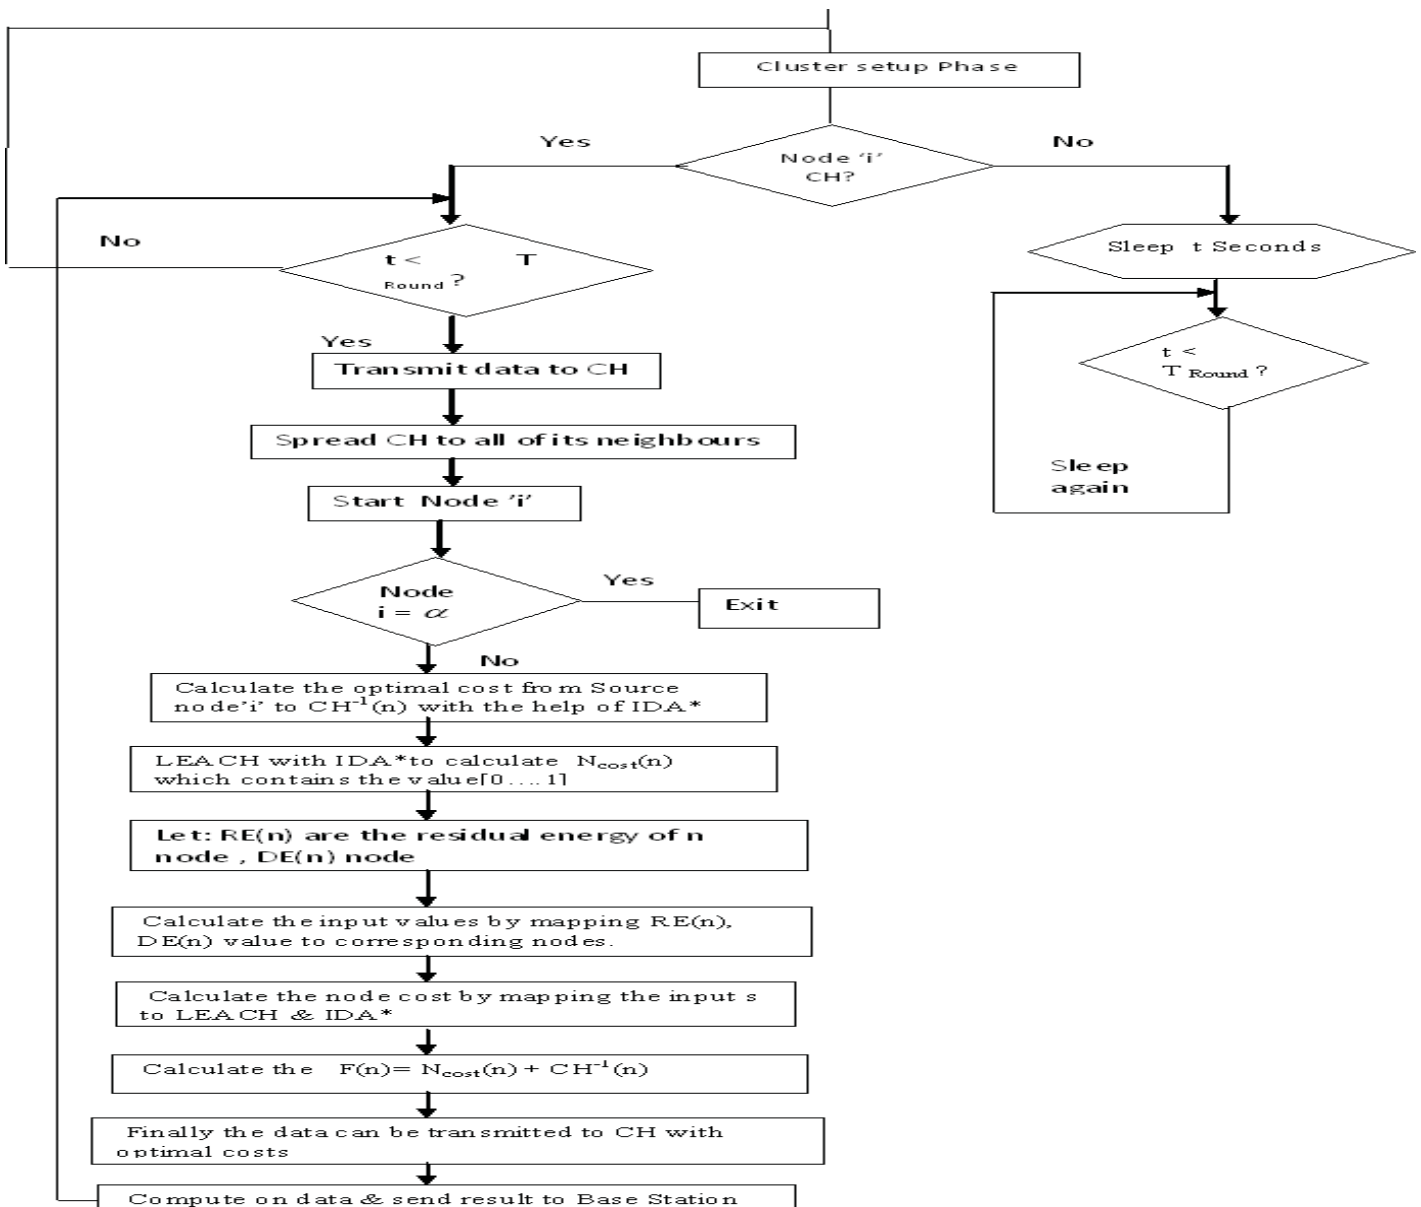 Cluster setup Phase
Yes
No
Node 'i'
CH?
No
t < T
Round ?
Sleep t Seconds
Yes
t <
T Round ?
Transmit data to CH
Spread CH to all of its neighbours
Sleep
again
Start Node 'i'
Node
i = α
Yes
Exit
No
Calculate the optimal cost from Source
node'i' to CH⁻¹(n) with the help of IDA*
LEACH with IDA*to calculate N_cost(n)
which contains the value[0....1]
Let: RE(n) are the residual energy of n
node , DE(n) node
Calculate the input values by mapping RE(n),
DE(n) value to corresponding nodes.
Calculate the node cost by mapping the input s
to LEACH & IDA*
Calculate the F(n)= N_cost(n) + CH⁻¹(n)
Finally the data can be transmitted to CH with
optimal costs
Compute on data & send result to Base Station